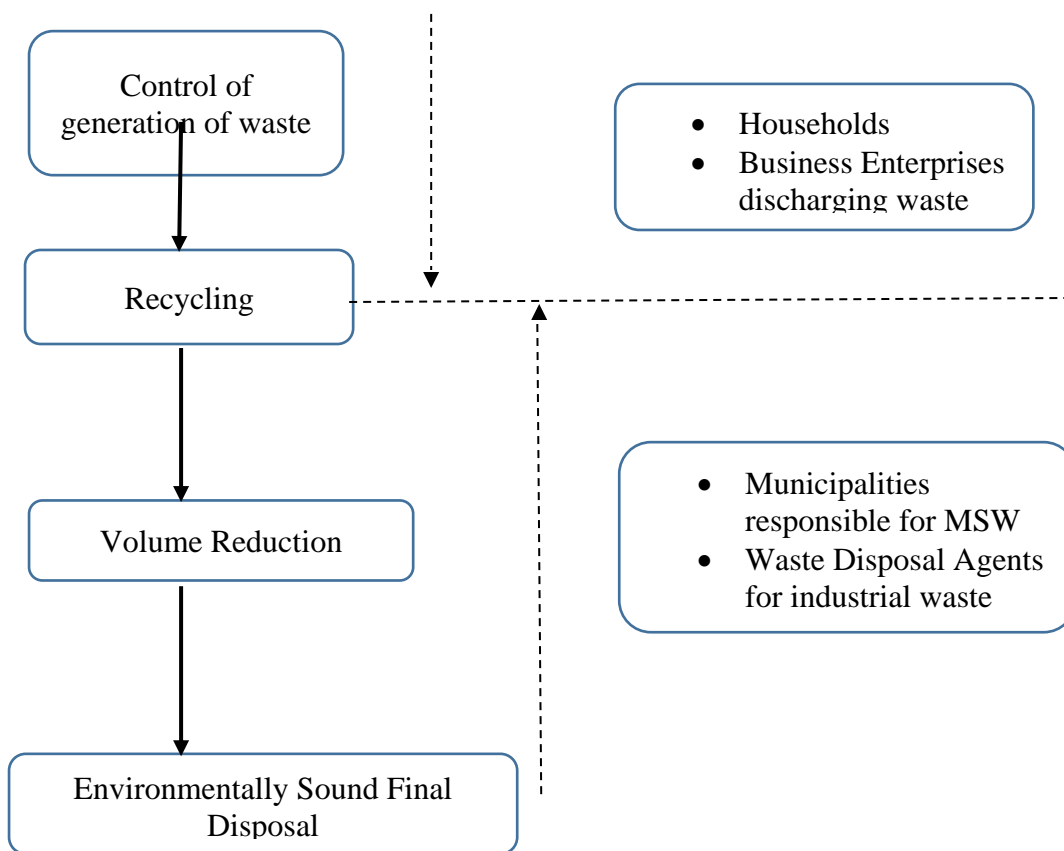 Control of
generation of waste
• Households
• Business Enterprises
discharging waste
Recycling
Volume Reduction
• Municipalities
responsible for MSW
• Waste Disposal Agents
for industrial waste
Environmentally Sound Final
Disposal